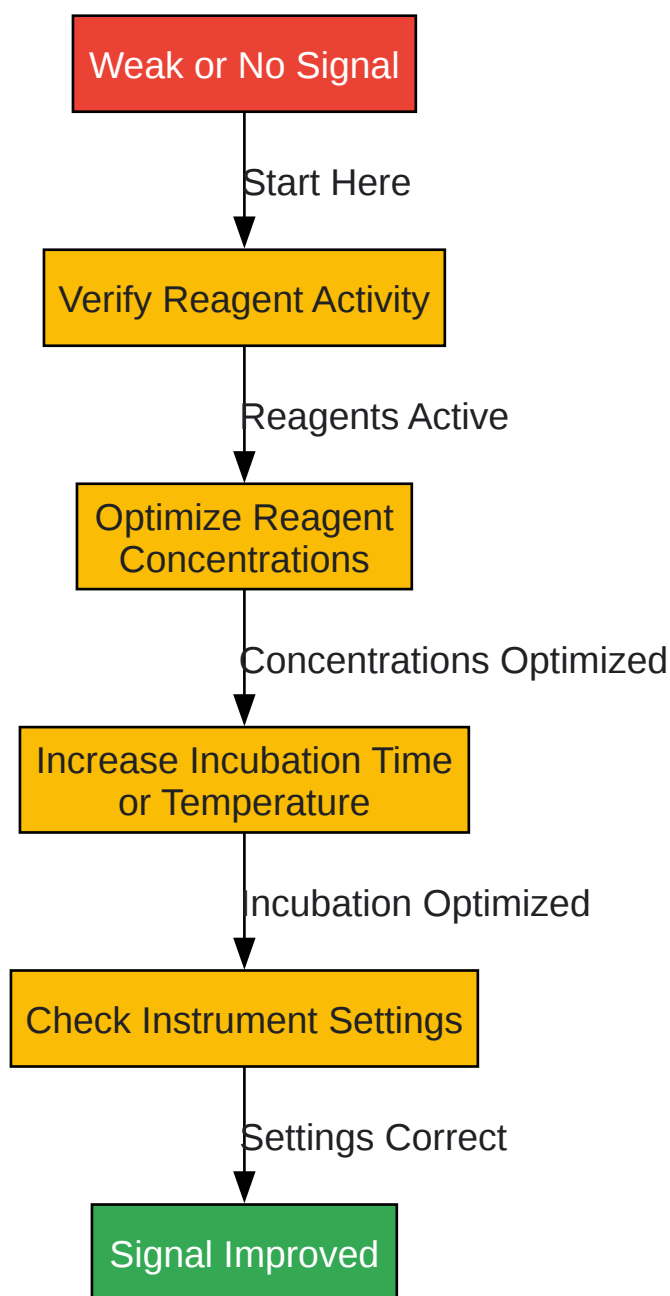 Weak or No Signal
Start Here
Verify Reagent Activity
Reagents Active
Optimize Reagent
Concentrations
Concentrations Optimized
Increase Incubation Time
or Temperature
Incubation Optimized
Check Instrument Settings
Settings Correct
Signal Improved